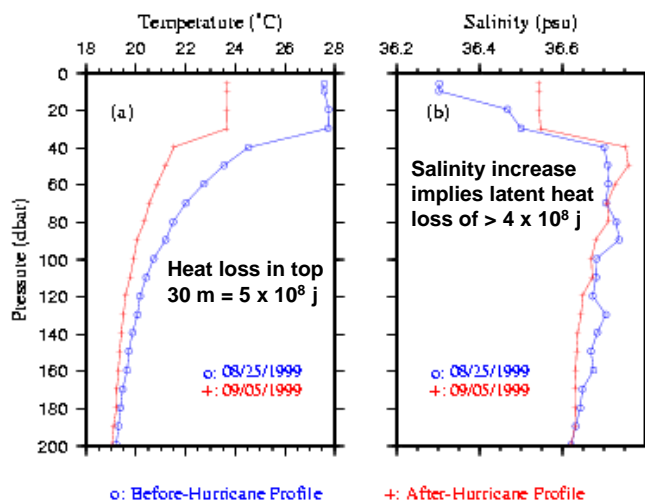 Temperature (°C)
18 20 22 24 26 28
Salinity (psu)
36.2 36.4 36.6
Pressure (dbar)
0
20
40
60
80
100
120
140
160
180
200
(a)
Heat loss in top
30 m = 5 x 10⁸ j
o: 08/25/1999
+: 09/05/1999
(b)
Salinity increase
implies latent heat
loss of > 4 x 10⁸ j
o: 08/25/1999
+: 09/05/1999
o: Before-Hurricane Profile +: After-Hurricane Profile